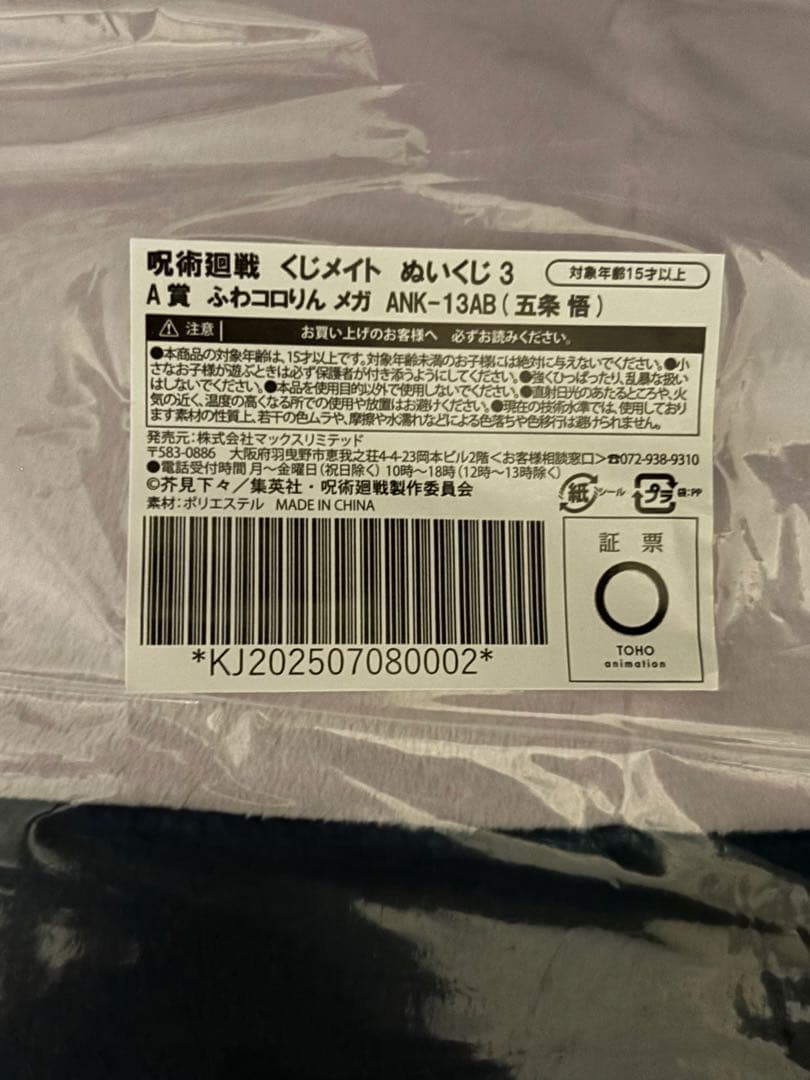 呪術廻戦 くじメイト ぬいくじ 3
対象年齢15才以上
A 賞 ふわコロりん メガ ANK-13AB(五条 悟)
注意 お買い上げのお客様へ 必ずお読みください。
●本商品の対象年齢は、15才以上です。対象年齢未満のお子様には絶対に与えないでください。●小
さなお子様が遊ぶときは必ず保護者が付き添うようにしてください。●強くひっぱったり、乱暴な扱い
はしないでください。●本品を使用目的以外で使用しないでください。●直射日光のあたるところや、火
気の近く、温度の高くなる所での使用や放置はお避けください。●現在の技術水準では、使用しており
ます素材の性質上、若干の色ムラや、摩擦や水濡れなどによる色落ちや色移行は避けられません。
発売元:株式会社マックスリミテッド
〒583-0886 大阪府羽曳野市恵我之荘4-4-23岡本ビル2階<お客様相談窓口>☎072-938-9310
●電話受付時間 月~金曜日(祝日除く) 10時~18時(12時~13時除く)
©芥見下々/集英社・呪術廻戦製作委員会
素材:ポリエステル MADE IN CHINA
紙 シール
プラ 袋:PP
*KJ202507080002*
証票
TOHO
animation